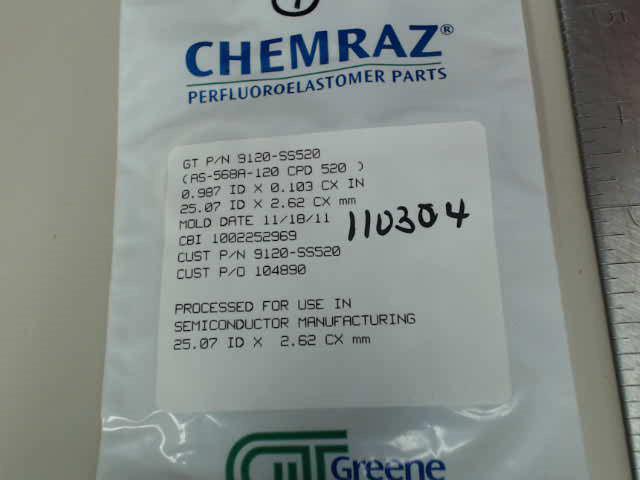 CHEMRAZ®
PERFLUOROELASTOMER PARTS
GT P/N 9120-SS520
(AS-568A-120 CPD 520 )
0.987 ID X 0.103 CX IN
25.07 ID X 2.62 CX mm
MOLD DATE 11/18/11
CBI 1002252969
110304
CUST P/N 9120-SS520
CUST P/O 104890
PROCESSED FOR USE IN
SEMICONDUCTOR MANUFACTURING
25.07 ID X 2.62 CX mm
GT Greene